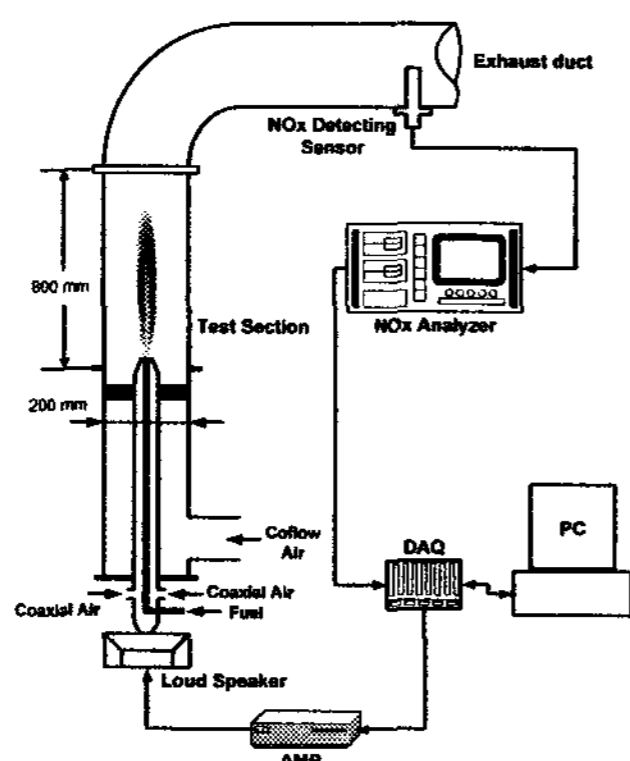 Exhaust duct
NOx Detecting
Sensor
800 mm
Test Section
NOx Analyzer
200 mm
Coflow
Air
DAQ
PC
Coaxial Air
Coaxial Air
Fuel
Loud Speaker
AMP